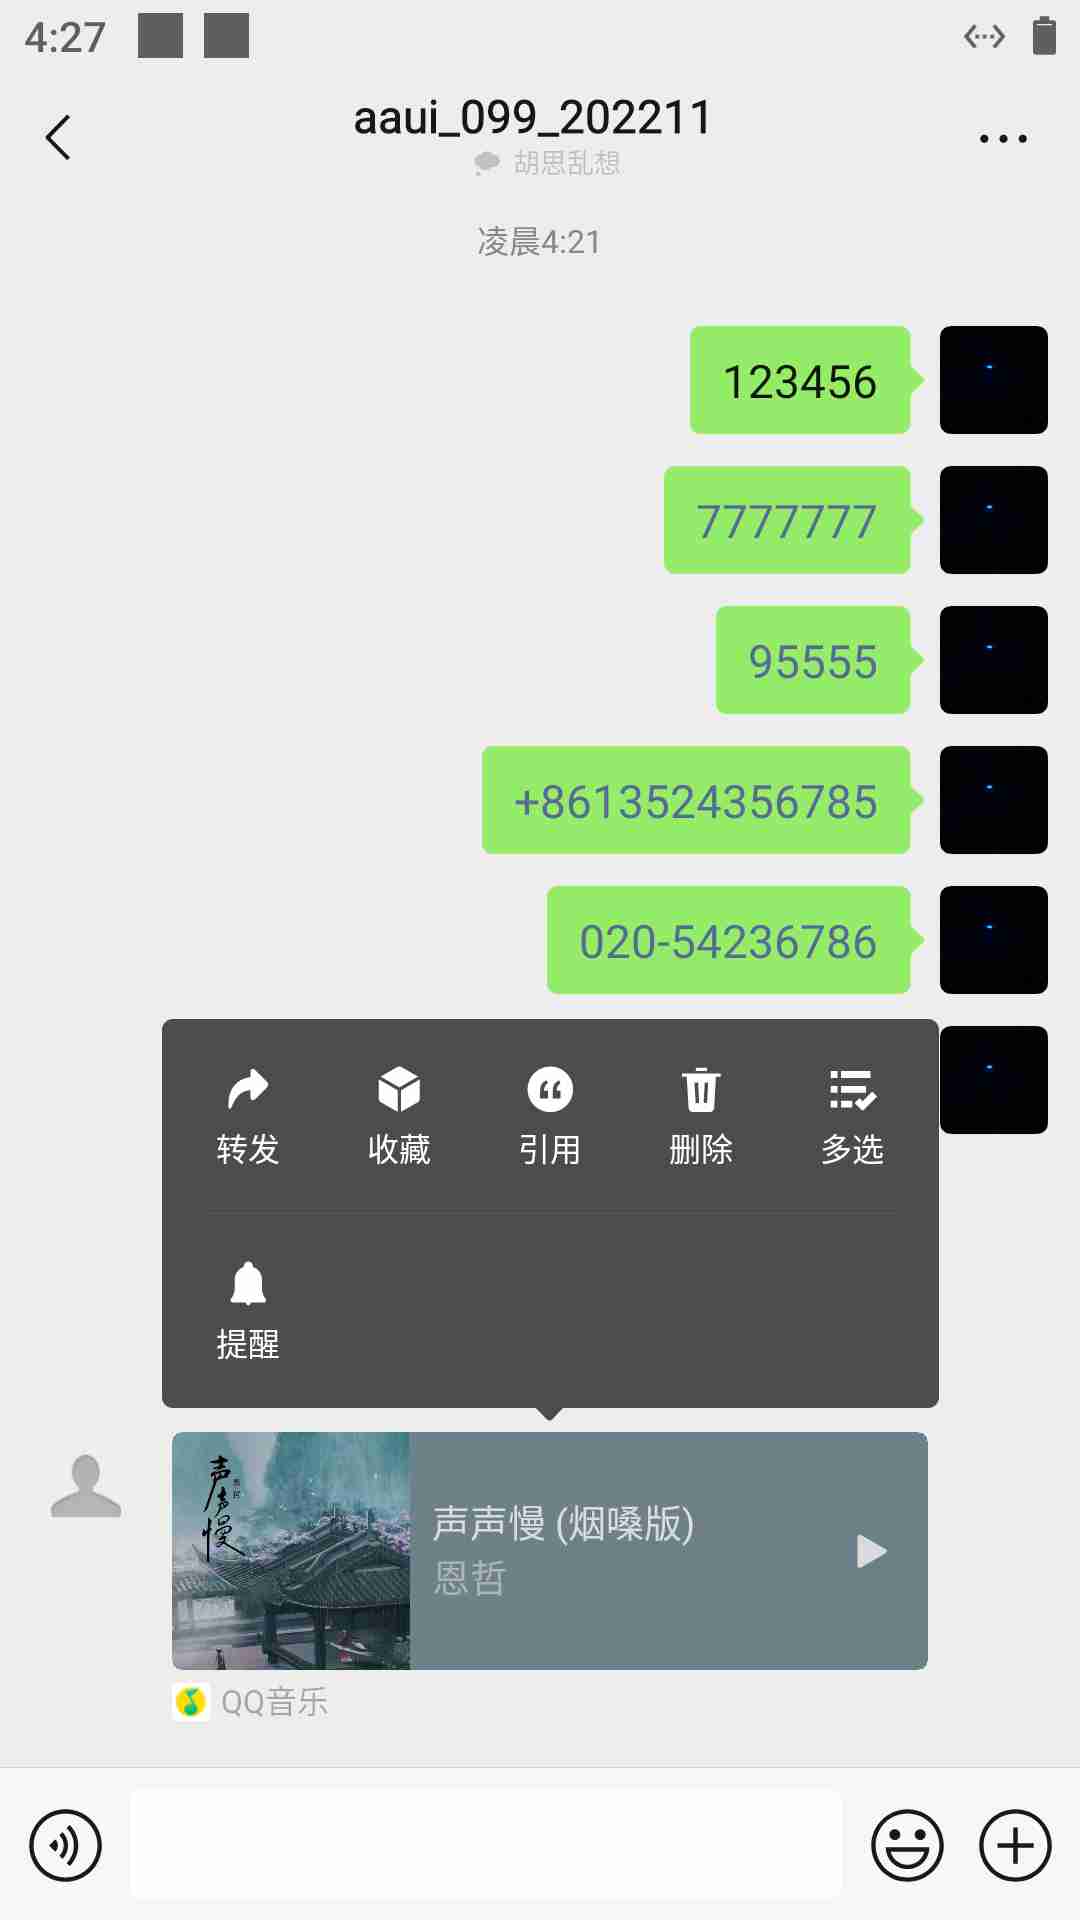 4:27
aaui_099_202211
胡思乱想
凌晨4:21
123456
7777777
95555
+8613524356785
020-54236786
转发 收藏 引用 删除 多选
提醒
声声慢
声声慢 (烟嗓版)
恩哲
QQ音乐